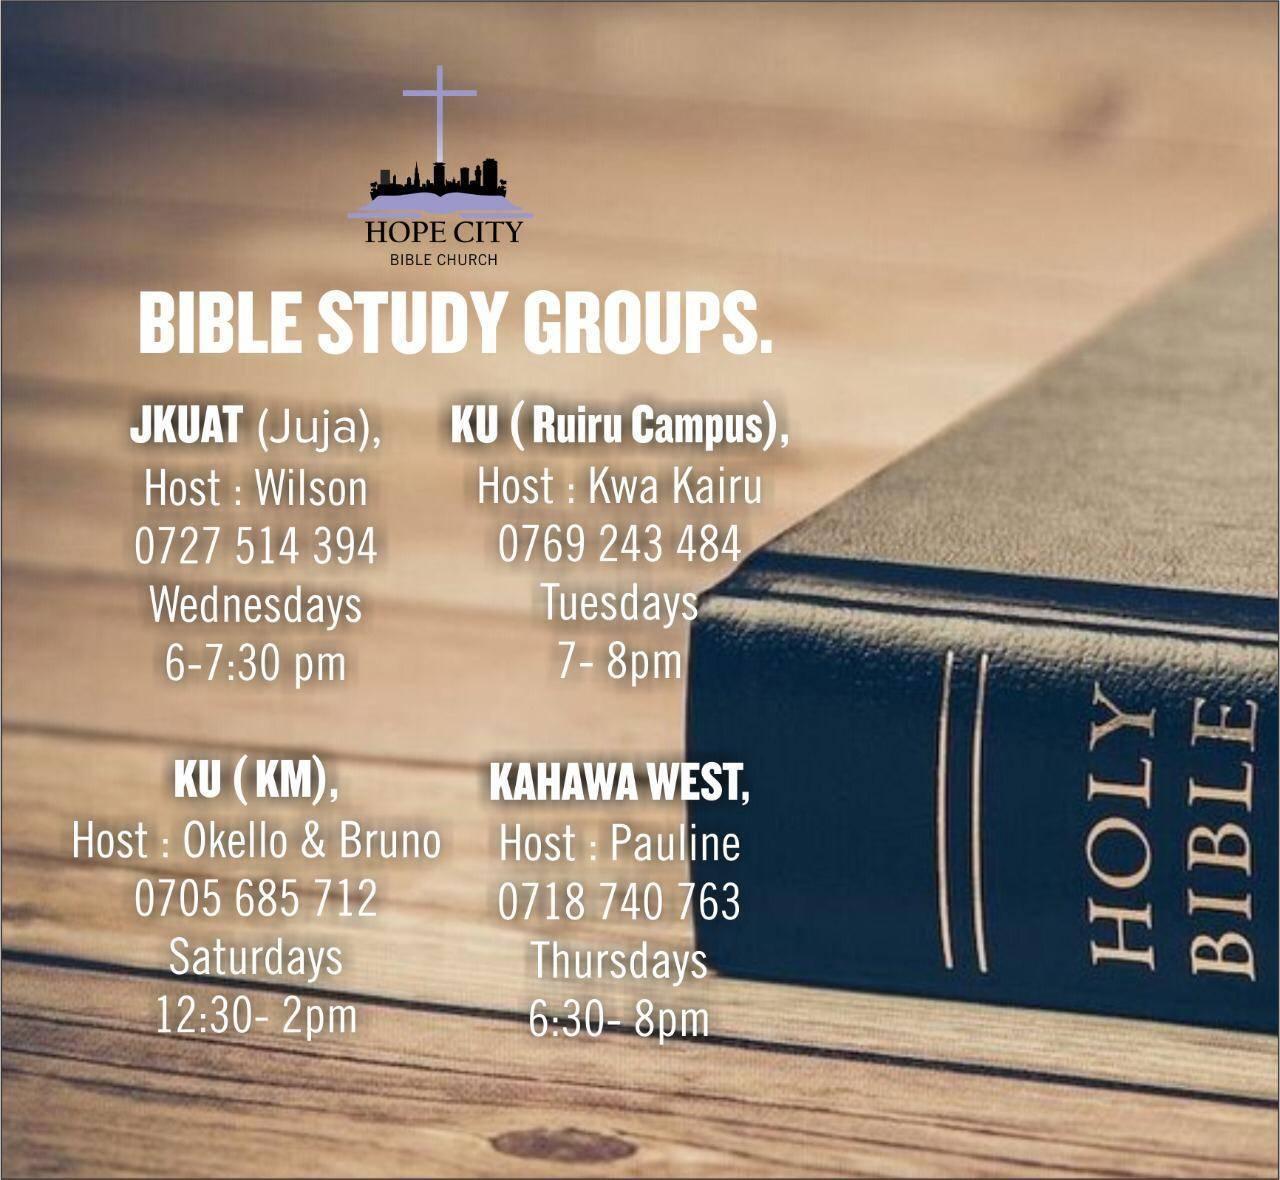 HOPE CITY
BIBLE CHURCH
BIBLE STUDY GROUPS.
JKUAT (Juja),
Host : Wilson
0727 514 394
Wednesdays
6-7:30 pm
KU ( Ruiru Campus),
Host : Kwa Kairu
0769 243 484
Tuesdays
7- 8pm
KU ( KM),
Host : Okello & Bruno
0705 685 712
Saturdays
12:30- 2pm
KAHAWA WEST,
Host : Pauline
0718 740 763
Thursdays
6:30- 8pm
HOLY
BIBLE